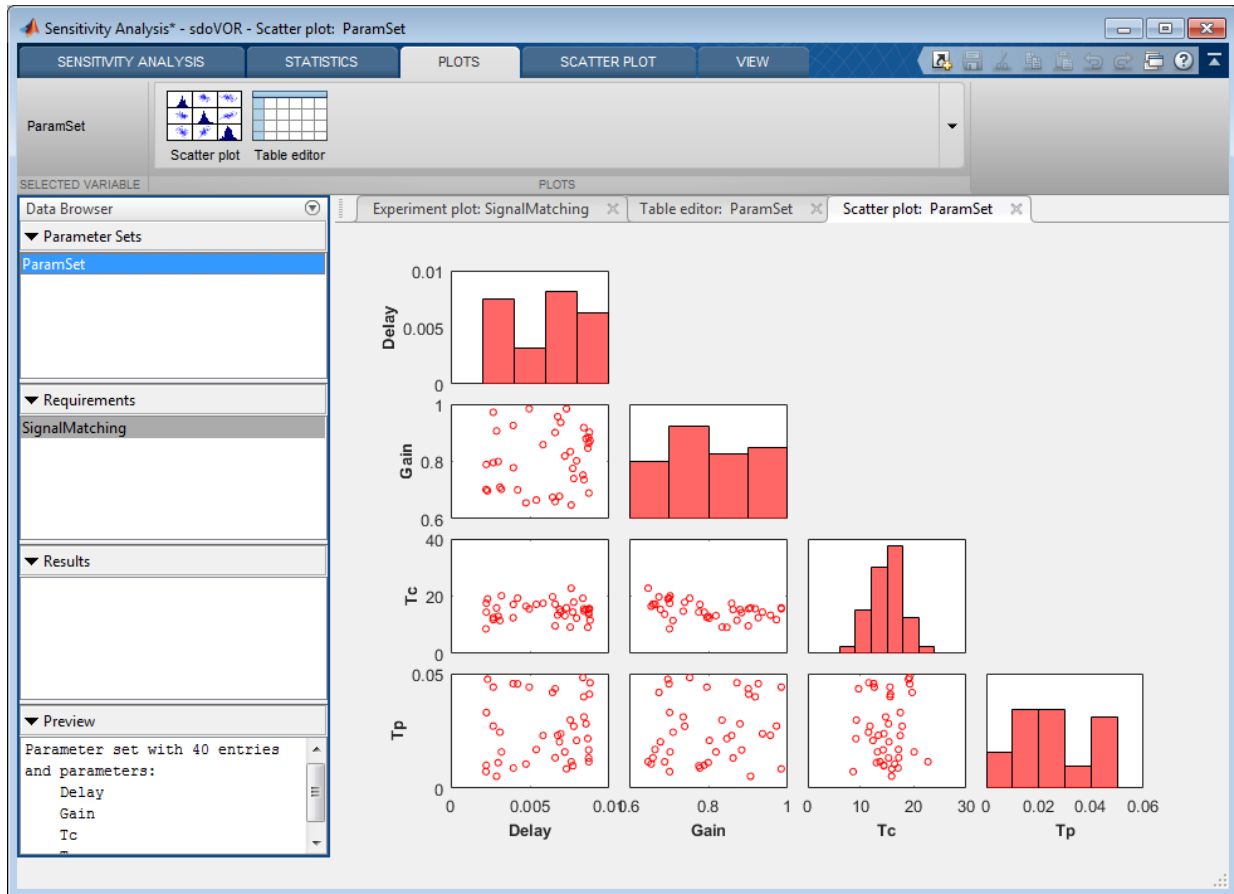 Sensitivity Analysis* - sdoVOR - Scatter plot: ParamSet
SENSITIVITY ANALYSIS STATISTICS PLOTS SCATTER PLOT VIEW
ParamSet
Scatter plot Table editor
SELECTED VARIABLE PLOTS
Data Browser
Experiment plot: SignalMatching Table editor: ParamSet Scatter plot: ParamSet
Parameter Sets
ParamSet
Requirements
SignalMatching
Results
Preview
Parameter set with 40 entries
and parameters:
Delay
Gain
Tc
0.01
0.005
0
Delay
1
0.8
0.6
Gain
40
20
0
Tc
0.05
0
Tp
0 0.005 0.01
Delay
0.6 0.8 1
Gain
0 10 20 30
Tc
0 0.02 0.04 0.06
Tp